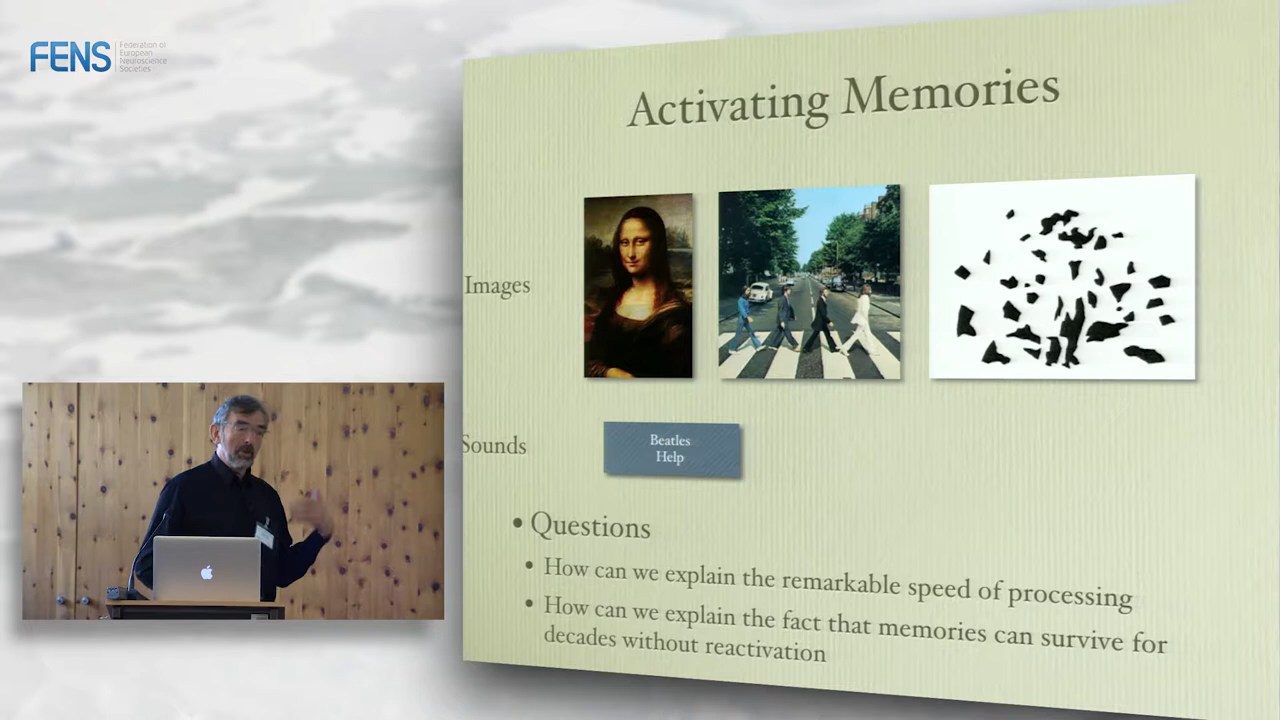 FENS
Federation of
European
Neuroscience
Societies
Activating Memories
Images
Sounds
Beatles
Help
• Questions
• How can we explain the remarkable speed of processing
• How can we explain the fact that memories can survive for
decades without reactivation